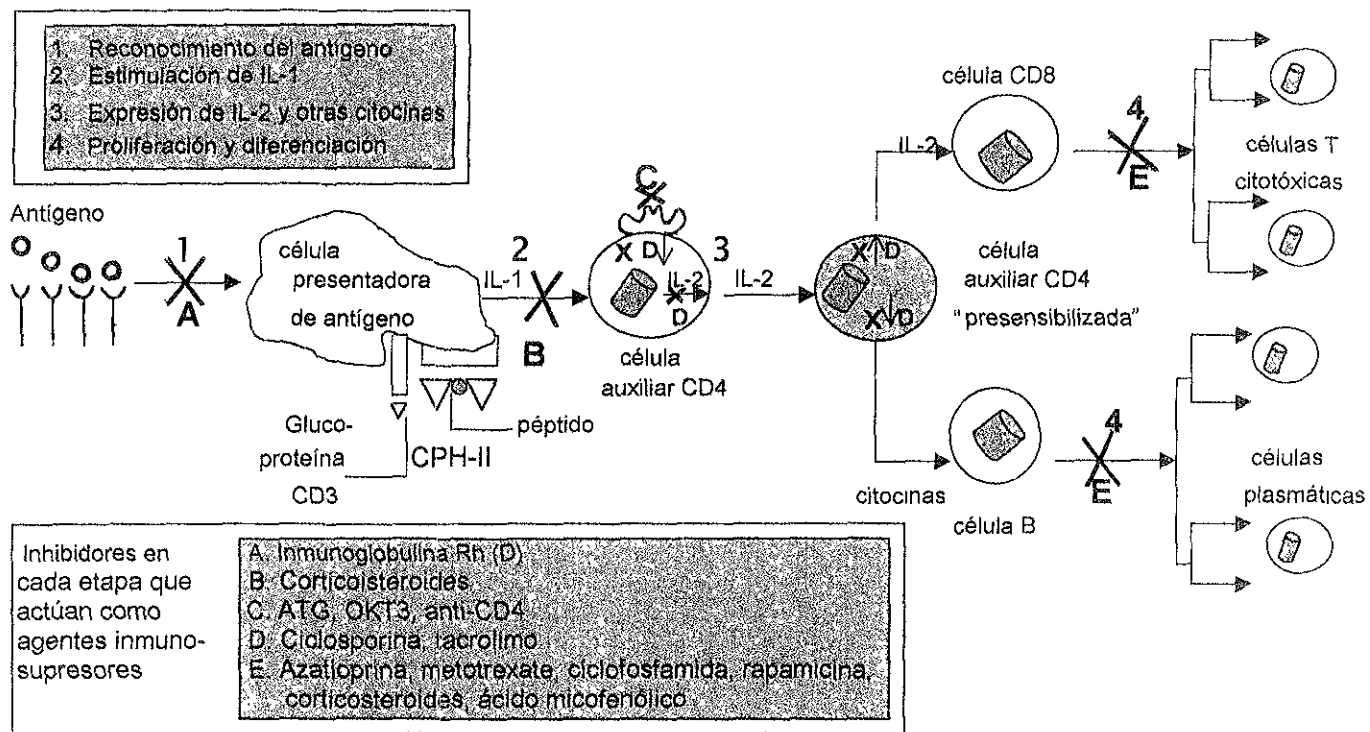 1. Reconocimiento del antígeno
2. Estimulación de IL-1
3. Expresión de IL-2 y otras citocinas
4. Proliferación y diferenciación
Antígeno
1
A
célula
presentadora
de antígeno
Gluco-
proteína
CD3
CPH-II
péptido
2
IL-1
B
C
X D
IL-2
D
célula
auxiliar CD4
3
IL-2
X D
X D
célula
auxiliar CD4
"presensibilizada"
IL-2
célula CD8
4
E
células T
citotóxicas
citocinas
célula B
4
E
células
plasmáticas
Inhibidores en
cada etapa que
actúan como
agentes inmuno-
supresores
A. Inmunoglobulina Rh (D)
B. Corticoisteroides
C. ATG, OKT3, anti-CD4
D. Ciclosporina, tacrolimo
E. Azatioprina, metotrexate, ciclofosfamida, rapamicina,
corticosteroides, ácido micofenólico